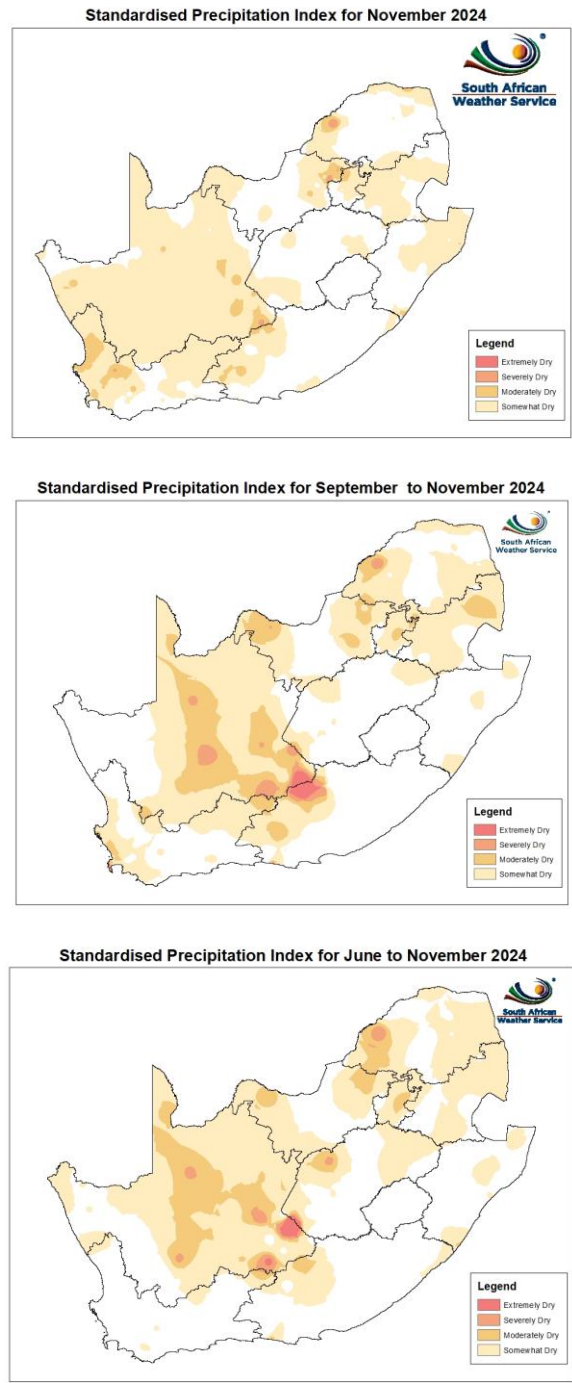 Standardised Precipitation Index for November 2024
®
South African
Weather Service
Legend
Extremely Dry
Severely Dry
Moderately Dry
Somewhat Dry
Standardised Precipitation Index for September to November 2024
South African
Weather Service
Legend
Extremely Dry
Severely Dry
Moderately Dry
Somewhat Dry
Standardised Precipitation Index for June to November 2024
South African
Weather Service
Legend
Extremely Dry
Severely Dry
Moderately Dry
Somewhat Dry